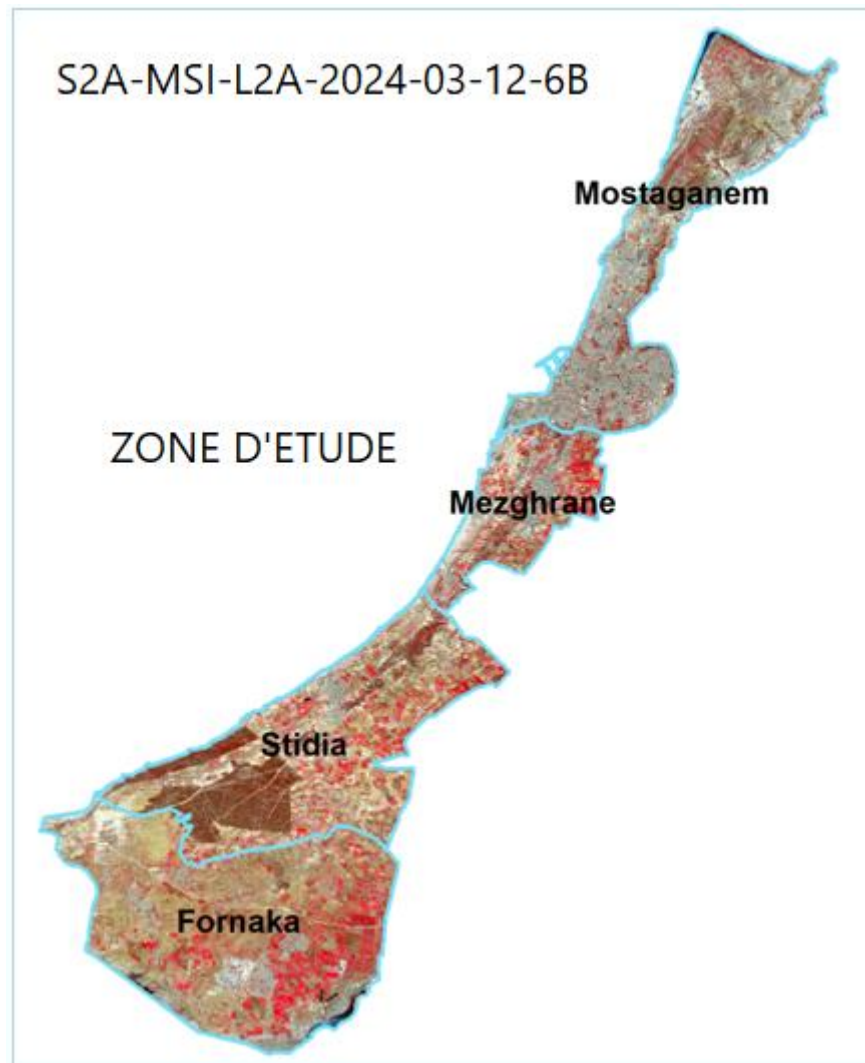 S2A-MSI-L2A-2024-03-12-6B
Mostaganem
ZONE D'ETUDE
Mezghrane
Stidia
Fornaka